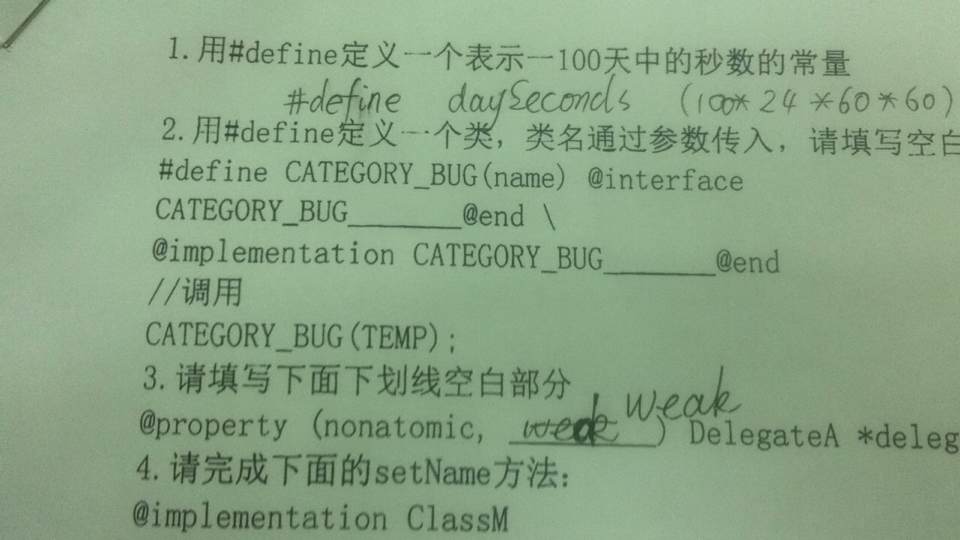 1. 用#define定义一个表示一100天中的秒数的常量
#define daySeconds (100*24*60*60)
2. 用#define定义一个类, 类名通过参数传入, 请填写空白
#define CATEGORY_BUG(name) @interface
CATEGORY_BUG________@end \
@implementation CATEGORY_BUG________@end
//调用
CATEGORY_BUG(TEMP);
3. 请填写下面下划线空白部分
weak
@property (nonatomic, weak) DelegateA *deleg
4. 请完成下面的setName方法:
@implementation ClassM